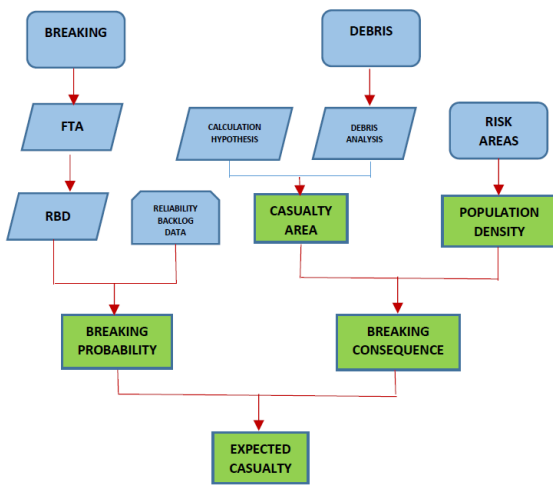 BREAKING
DEBRIS
FTA
CALCULATION
HYPOTHESIS
DEBRIS
ANALYSIS
RISK
AREAS
RBD
RELIABILITY
BACKLOG
DATA
CASUALTY
AREA
POPULATION
DENSITY
BREAKING
PROBABILITY
BREAKING
CONSEQUENCE
EXPECTED
CASUALTY